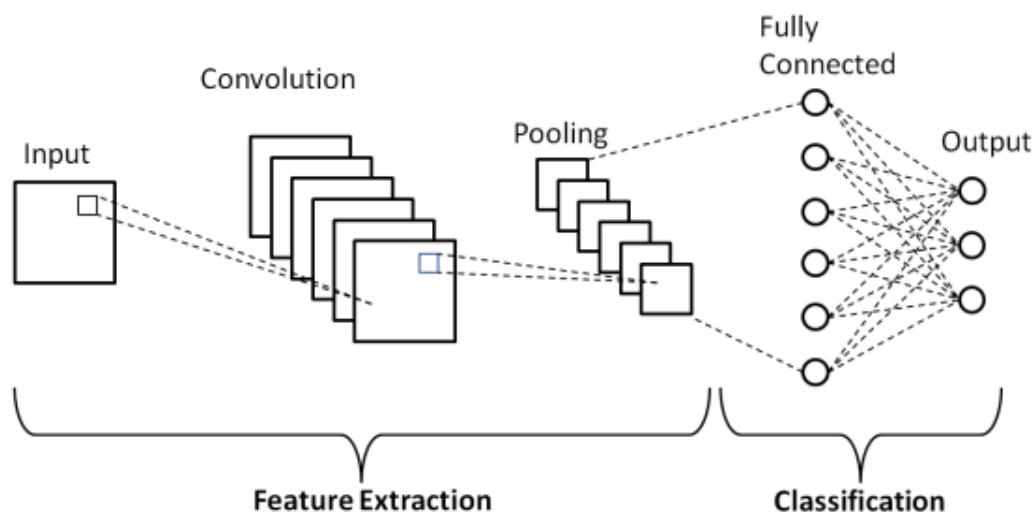 Input
Convolution
Pooling
Fully
Connected
Output
Feature Extraction
Classification